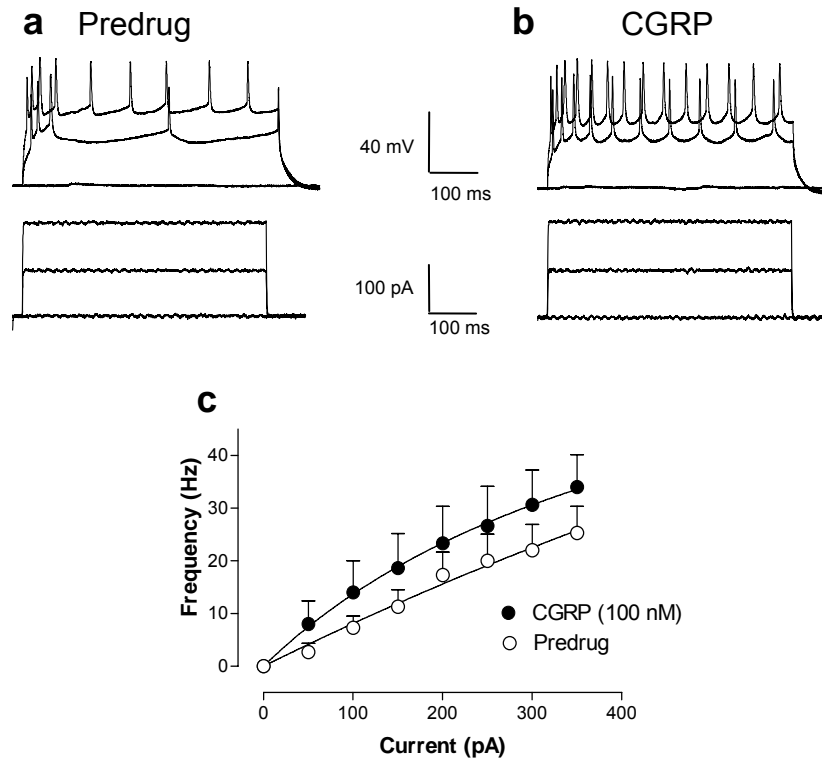 a Predrug
b CGRP
40 mV
100 ms
100 pA
100 ms
c
Frequency (Hz)
40
30
20
10
0
CGRP (100 nM)
Predrug
0 100 200 300 400
Current (pA)